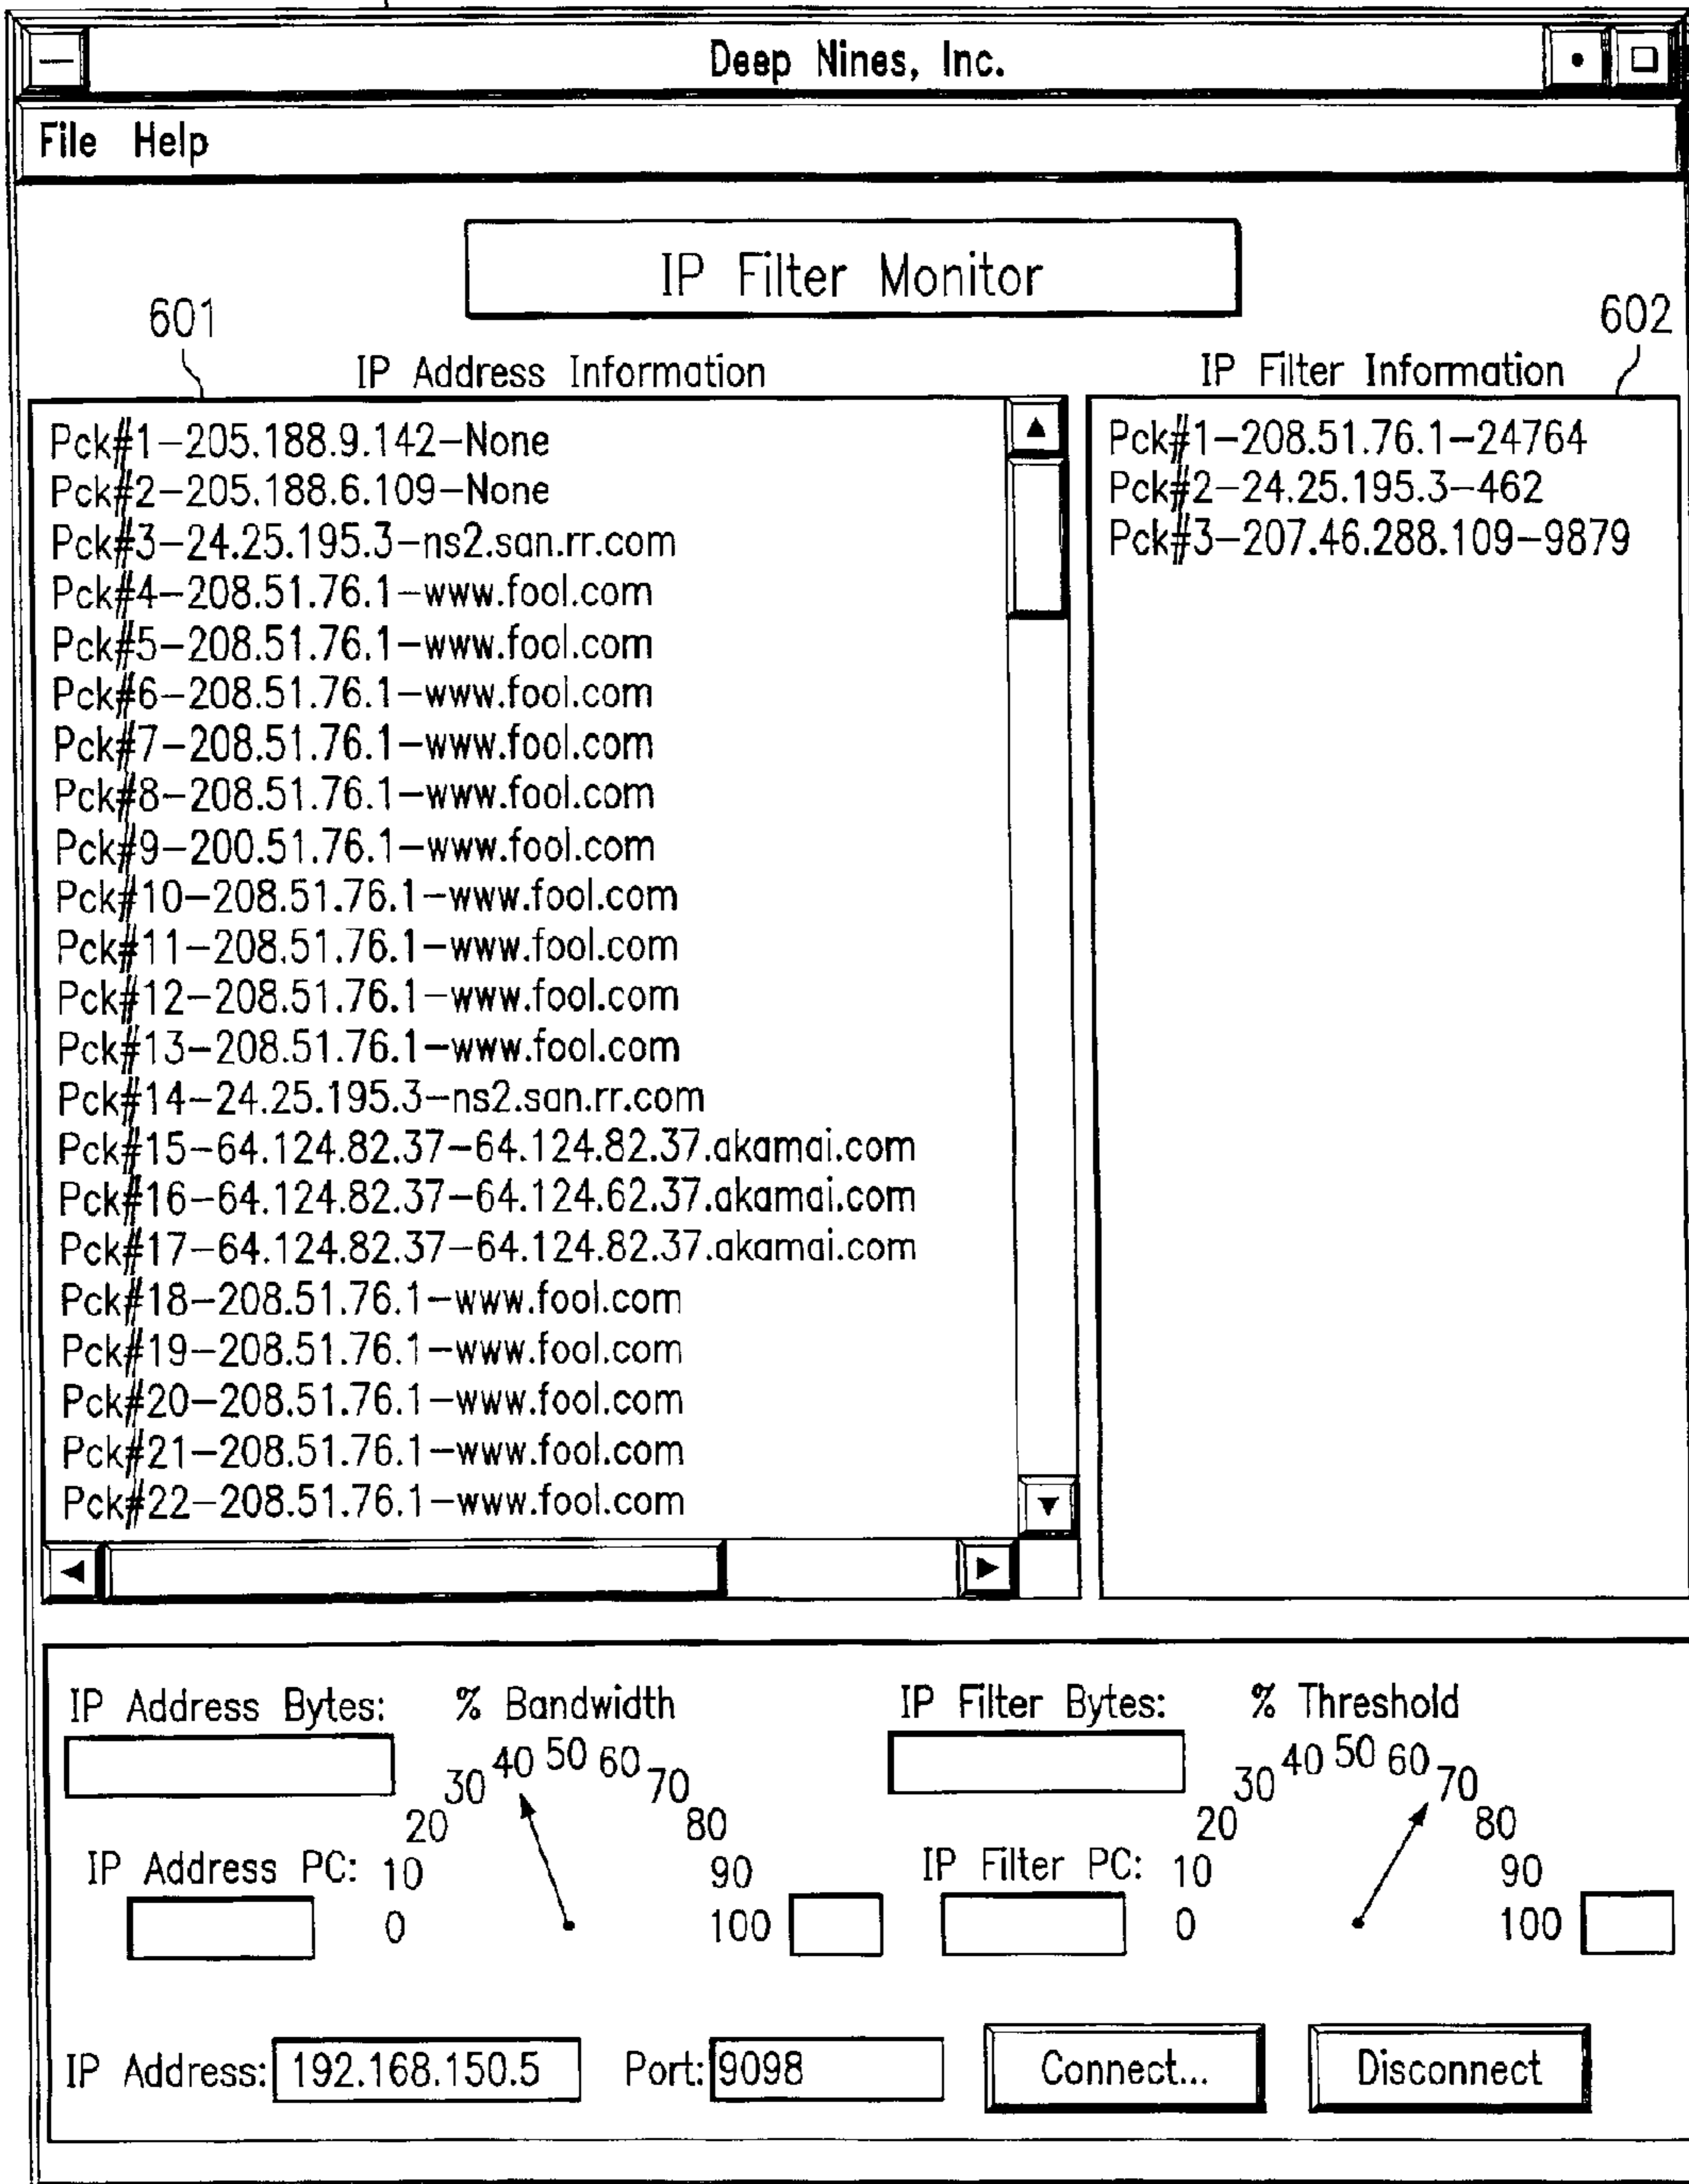 Deep Nines, Inc.
File Help
IP Filter Monitor
601
602
IP Address Information
IP Filter Information
Pck#1-205.188.9.142-None
Pck#2-205.188.6.109-None
Pck#3-24.25.195.3-ns2.san.rr.com
Pck#4-208.51.76.1-www.fool.com
Pck#5-208.51.76.1-www.fool.com
Pck#6-208.51.76.1-www.fool.com
Pck#7-208.51.76.1-www.fool.com
Pck#8-208.51.76.1-www.fool.com
Pck#9-200.51.76.1-www.fool.com
Pck#10-208.51.76.1-www.fool.com
Pck#11-208.51.76.1-www.fool.com
Pck#12-208.51.76.1-www.fool.com
Pck#13-208.51.76.1-www.fool.com
Pck#14-24.25.195.3-ns2.san.rr.com
Pck#15-64.124.82.37-64.124.82.37.akamai.com
Pck#16-64.124.82.37-64.124.62.37.akamai.com
Pck#17-64.124.82.37-64.124.82.37.akamai.com
Pck#18-208.51.76.1-www.fool.com
Pck#19-208.51.76.1-www.fool.com
Pck#20-208.51.76.1-www.fool.com
Pck#21-208.51.76.1-www.fool.com
Pck#22-208.51.76.1-www.fool.com
Pck#1-208.51.76.1-24764
Pck#2-24.25.195.3-462
Pck#3-207.46.288.109-9879
IP Address Bytes:
% Bandwidth
0 10 20 30 40 50 60 70 80 90 100
IP Address PC:
IP Filter Bytes:
% Threshold
0 10 20 30 40 50 60 70 80 90 100
IP Filter PC:
IP Address: 192.168.150.5
Port: 9098
Connect...
Disconnect